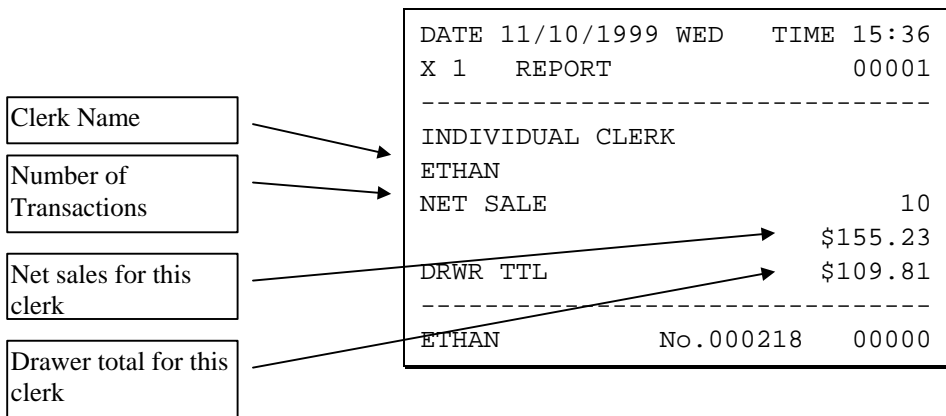 Clerk Name
Number of
Transactions
Net sales for this
clerk
Drawer total for this
clerk
DATE 11/10/1999 WED TIME 15:36
X 1 REPORT 00001
--------------------------------
INDIVIDUAL CLERK
ETHAN
NET SALE 10
$155.23
DRWR TTL $109.81
--------------------------------
ETHAN No.000218 00000